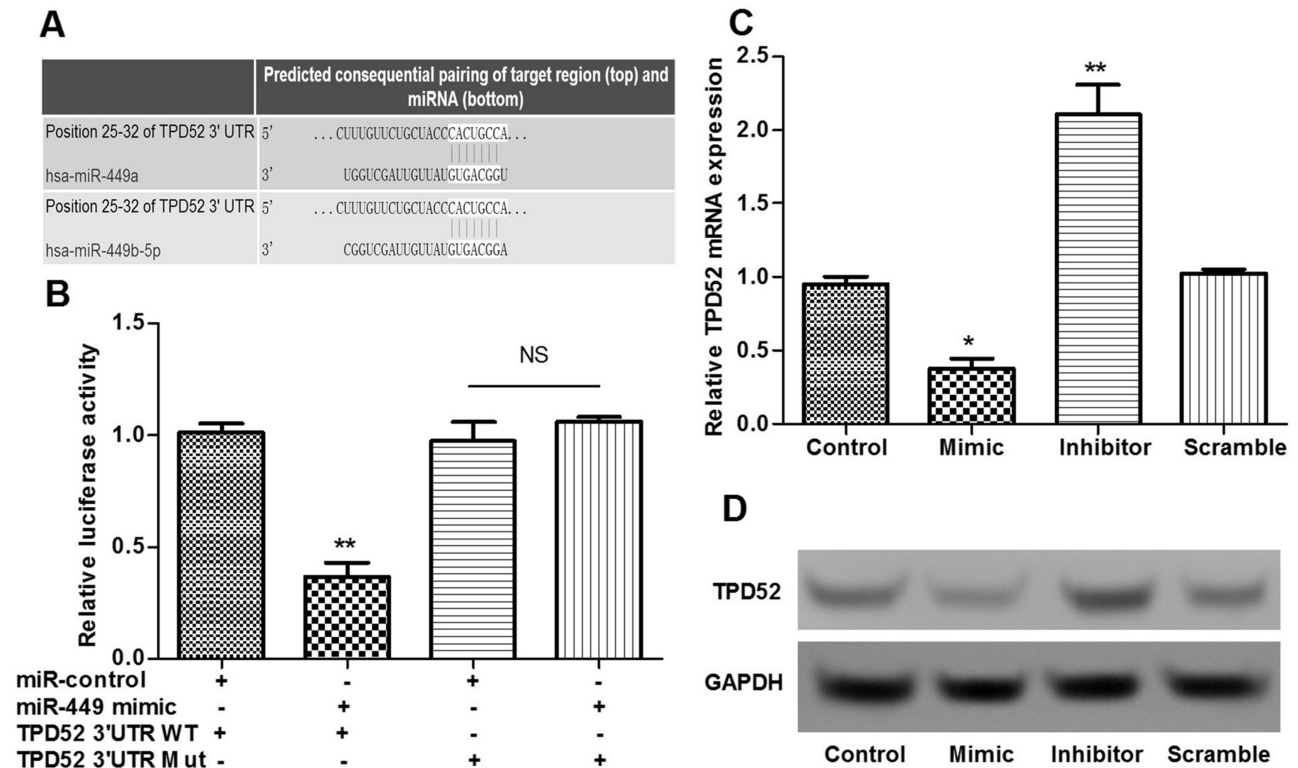 A
Predicted consequential pairing of target region (top) and
miRNA (bottom)
Position 25-32 of TPD52 3' UTR 5' ...CUUUGUUCUGCUACCCACUGCCA...
hsa-miR-449a 3' UGGUCGAUUGUUAUGUGACGGU
Position 25-32 of TPD52 3' UTR 5' ...CUUUGUUCUGCUACCCACUGCCA...
hsa-miR-449b-5p 3' CGGUCGAUUGUUAUGUGACGGA
B
Relative luciferase activity
1.5
1.0
0.5
0.0
**
NS
miR-control + - + -
miR-449 mimic - + - +
TPD52 3'UTR WT + + - -
TPD52 3'UTR Mut - - + +
C
Relative TPD52 mRNA expression
2.5
2.0
1.5
1.0
0.5
0.0
*
**
Control Mimic Inhibitor Scramble
D
TPD52
GAPDH
Control Mimic Inhibitor Scramble